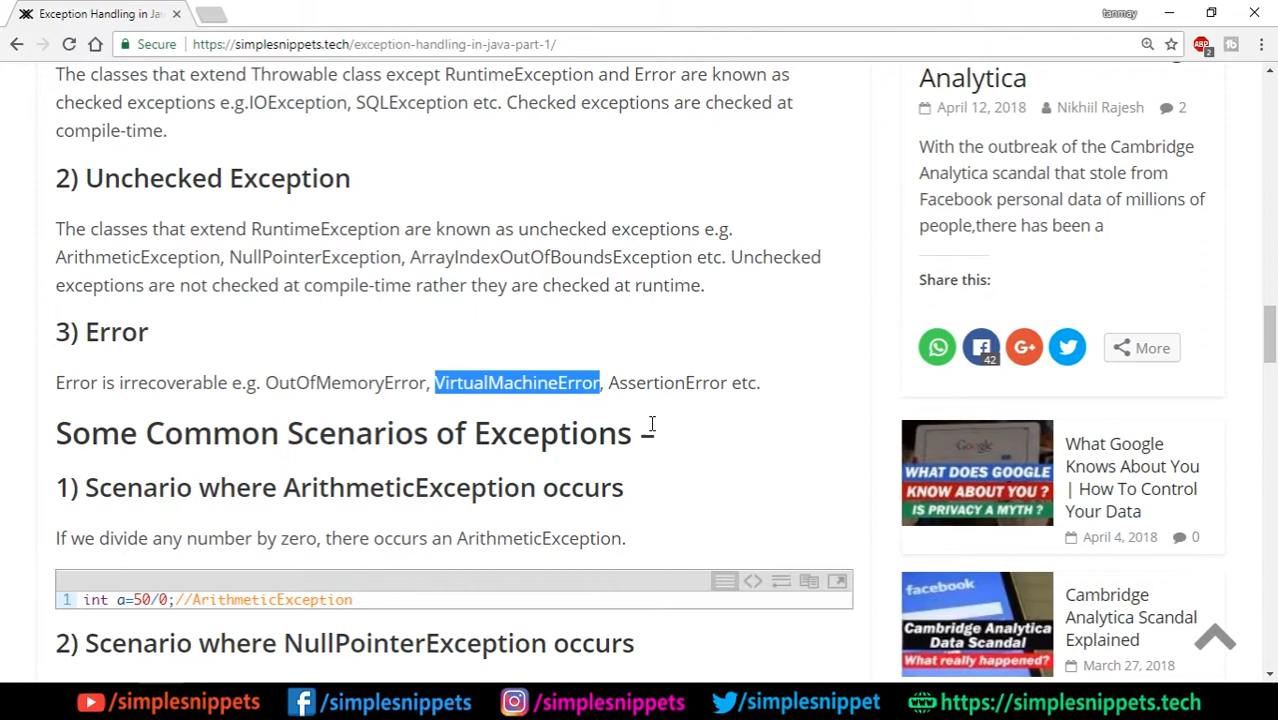 Exception Handling in Jav
tanmay
Secure https://simplesnippets.tech/exception-handling-in-java-part-1/
ABP
2
The classes that extend Throwable class except RuntimeException and Error are known as
checked exceptions e.g.IOException, SQLException etc. Checked exceptions are checked at
compile-time.
2) Unchecked Exception
The classes that extend RuntimeException are known as unchecked exceptions e.g.
ArithmeticException, NullPointerException, ArrayIndexOutOfBoundsException etc. Unchecked
exceptions are not checked at compile-time rather they are checked at runtime.
3) Error
Error is irrecoverable e.g. OutOfMemoryError, VirtualMachineError, AssertionError etc.
Some Common Scenarios of Exceptions –
1) Scenario where ArithmeticException occurs
If we divide any number by zero, there occurs an ArithmeticException.
1 int a=50/0;//ArithmeticException
2) Scenario where NullPointerException occurs
Analytica
April 12, 2018 Nikhiil Rajesh 2
With the outbreak of the Cambridge
Analytica scandal that stole from
Facebook personal data of millions of
people,there has been a
Share this:
42
G+
More
Google
WHAT DOES GOOGLE
KNOW ABOUT YOU ?
IS PRIVACY A MYTH ?
What Google
Knows About You
| How To Control
Your Data
April 4, 2018 0
facebook
CAMBRIDGE ANALYTICA
DATA SCANDAL
What really happened?
Cambridge
Analytica Scandal
Explained
March 27, 2018
/simplesnippets /simplesnippets /simplesnippets /simplesnippets https://simplesnippets.tech